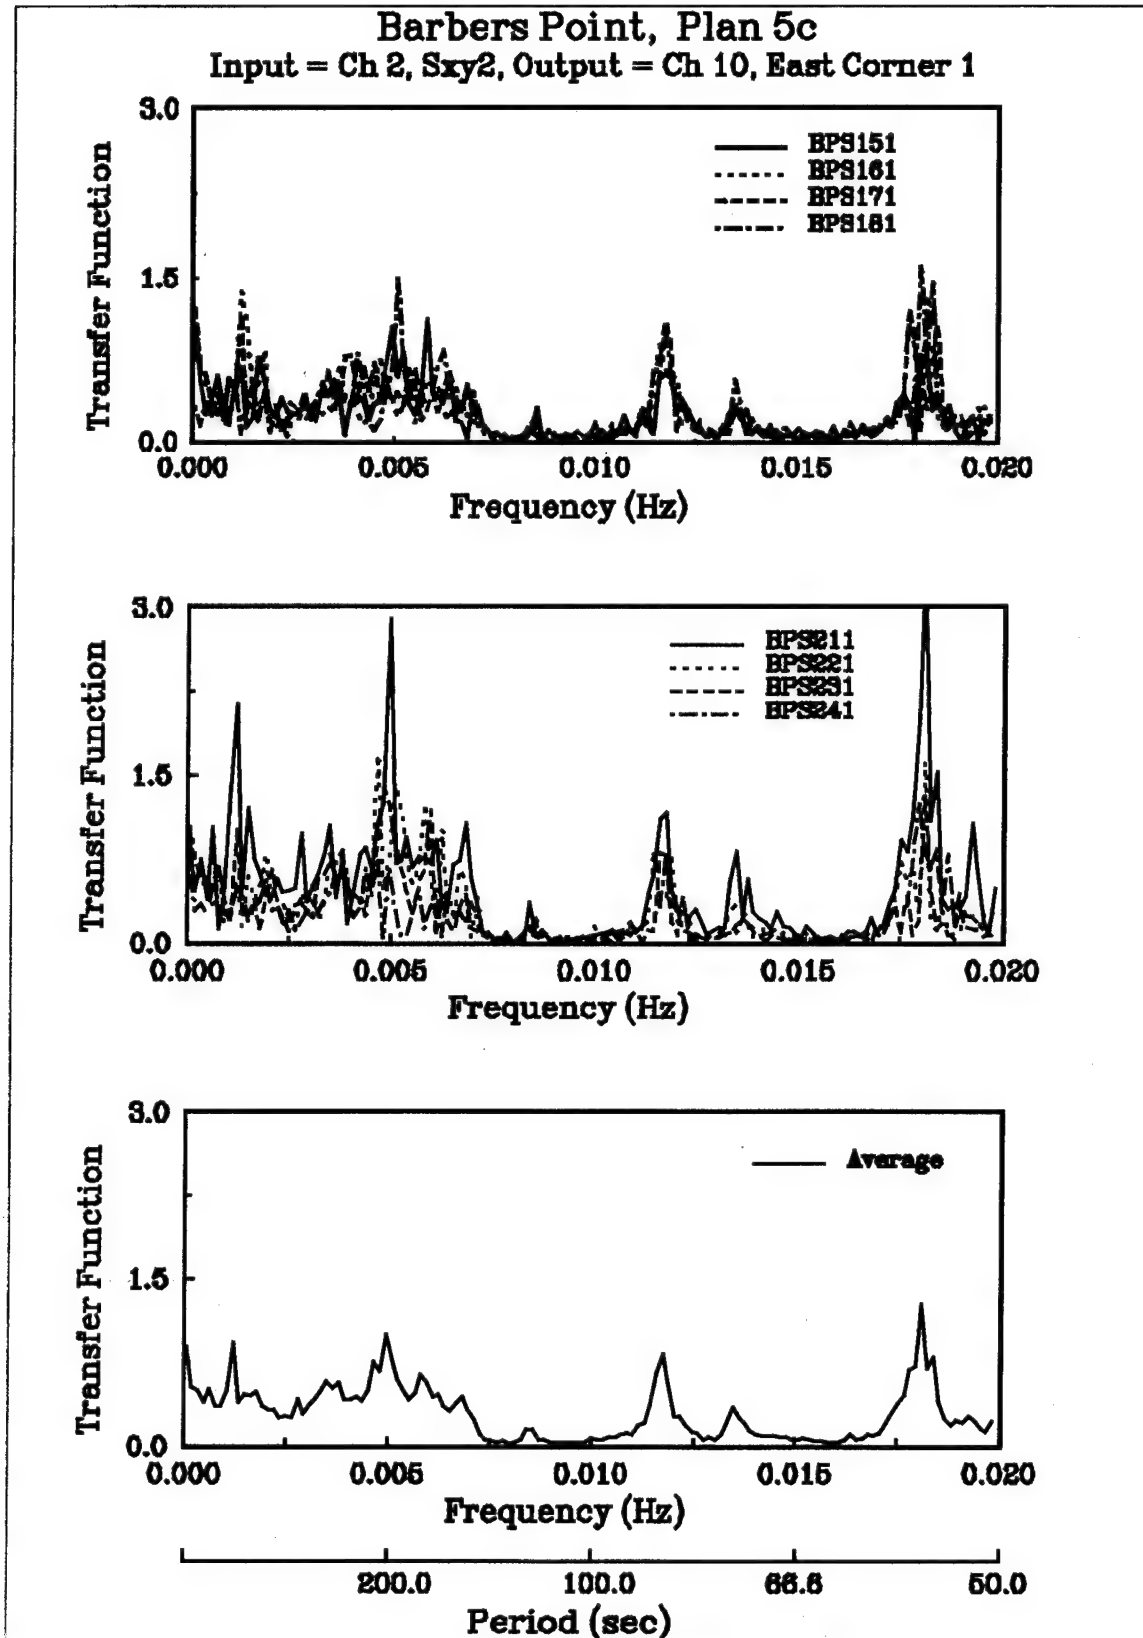 Barbers Point, Plan 5c
Input = Ch 2, Sxy2, Output = Ch 10, East Corner 1
3.0
1.5
0.0
Transfer Function
BPS151
BPS161
BPS171
BPS181
0.000 0.005 0.010 0.015 0.020
Frequency (Hz)
3.0
1.5
0.0
Transfer Function
BPS211
BPS221
BPS231
BPS241
0.000 0.005 0.010 0.015 0.020
Frequency (Hz)
3.0
1.5
0.0
Transfer Function
Average
0.000 0.005 0.010 0.015 0.020
Frequency (Hz)
200.0 100.0 66.6 50.0
Period (sec)